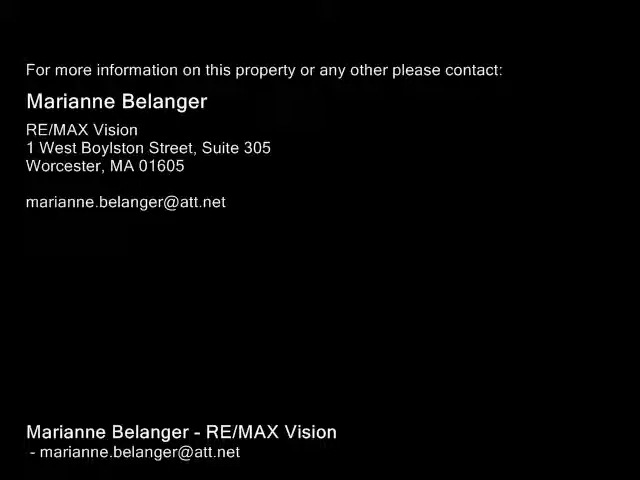 For more information on this property or any other please contact:
Marianne Belanger
RE/MAX Vision
1 West Boylston Street, Suite 305
Worcester, MA 01605
marianne.belanger@att.net
Marianne Belanger - RE/MAX Vision
- marianne.belanger@att.net